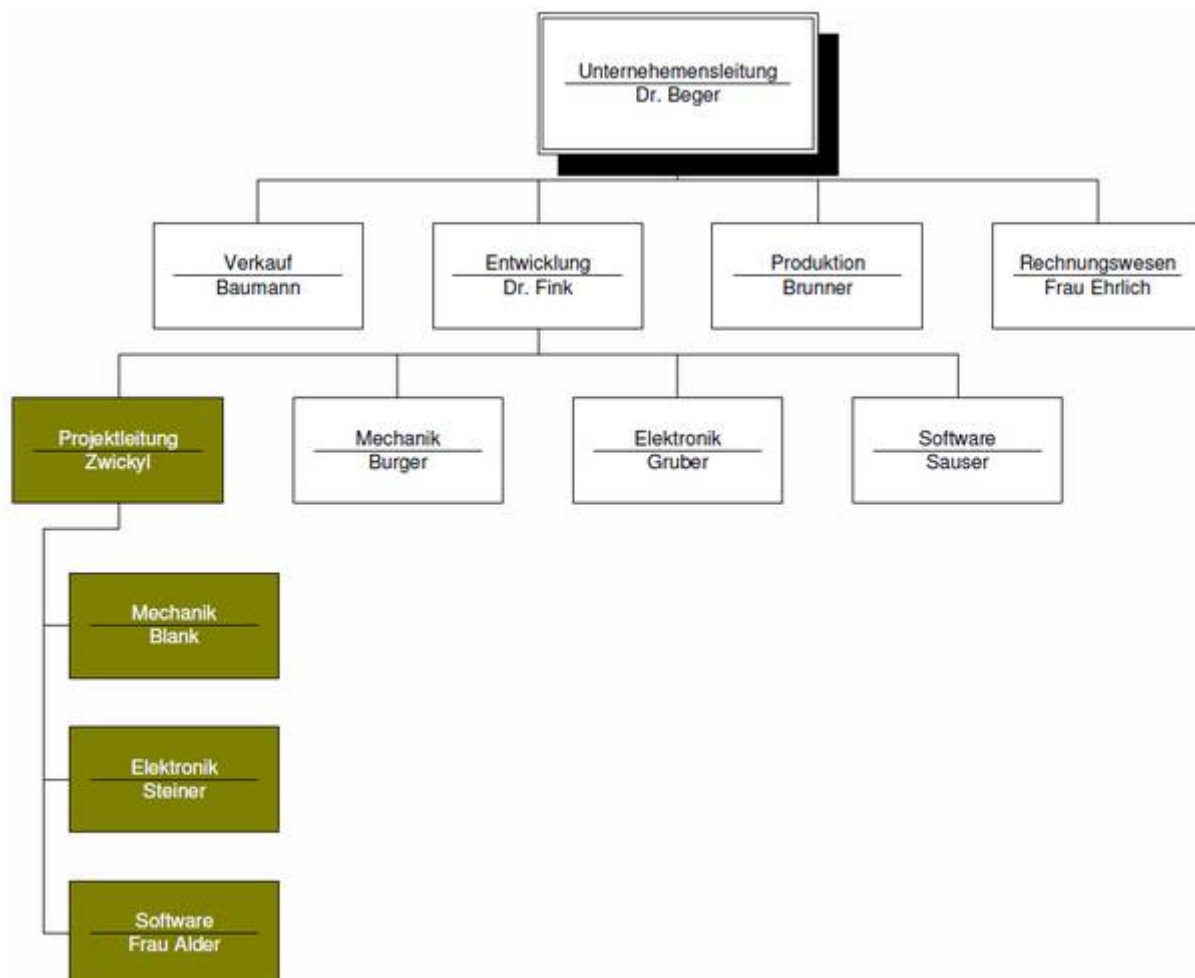 Unternehemensleitung
Dr. Beger
Verkauf
Baumann
Entwicklung
Dr. Fink
Produktion
Brunner
Rechnungswesen
Frau Ehrlich
Projektleitung
Zwickyl
Mechanik
Burger
Elektronik
Gruber
Software
Sauser
Mechanik
Blank
Elektronik
Steiner
Software
Frau Alder